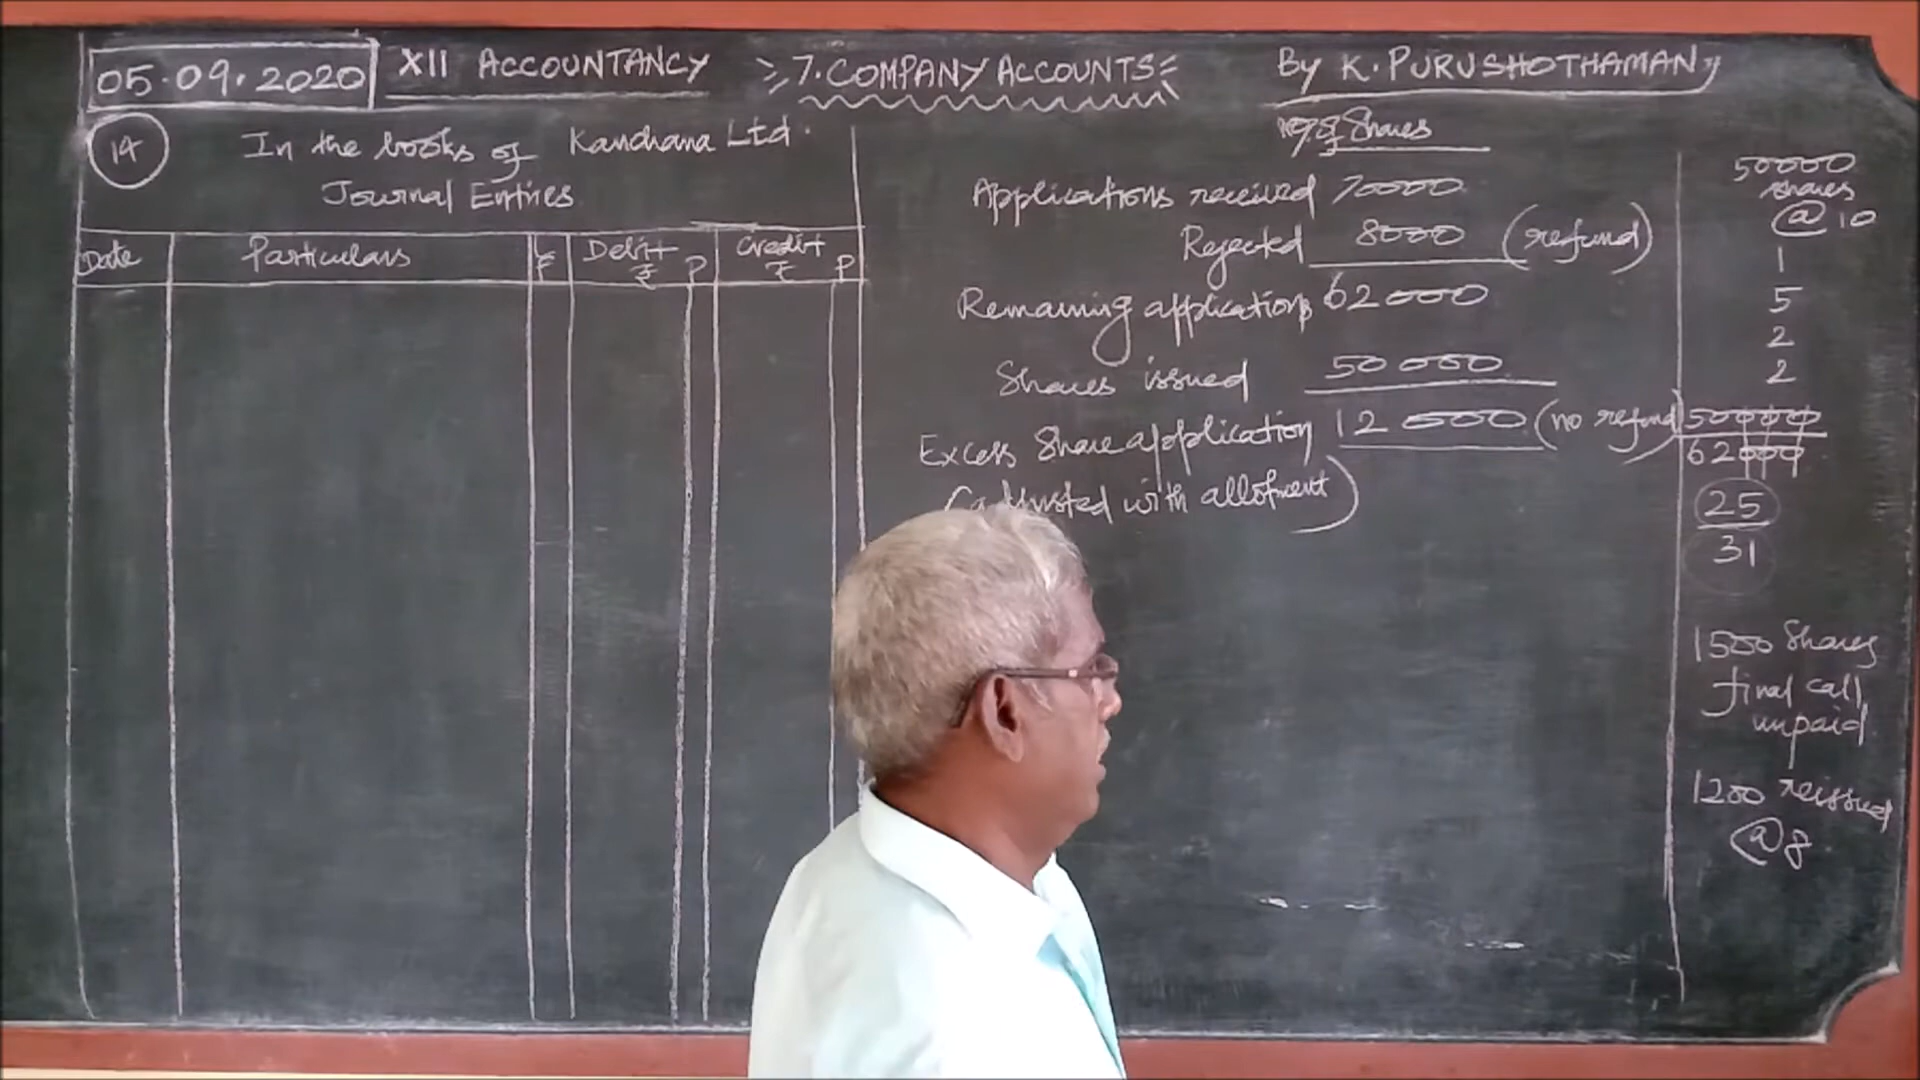 05.09.2020
XII ACCOUNTANCY
7. COMPANY ACCOUNTS
By K. PURUSHOTHAMAN
14
In the books of Kanchana Ltd.
Journal Entries
Date Particulars LF Debit ₹ P Credit ₹ P
No. of Shares
Applications received 70000
Rejected 8000 (refund)
Remaining applications 62000
Shares issued 50000
Excess Share application 12000 (no refund)
(adjusted with allotment)
50000
shares
@ 10
1
5
2
2
50000
62000
25
31
1500 Shares
final call
unpaid.
1200 reissued
@ 8